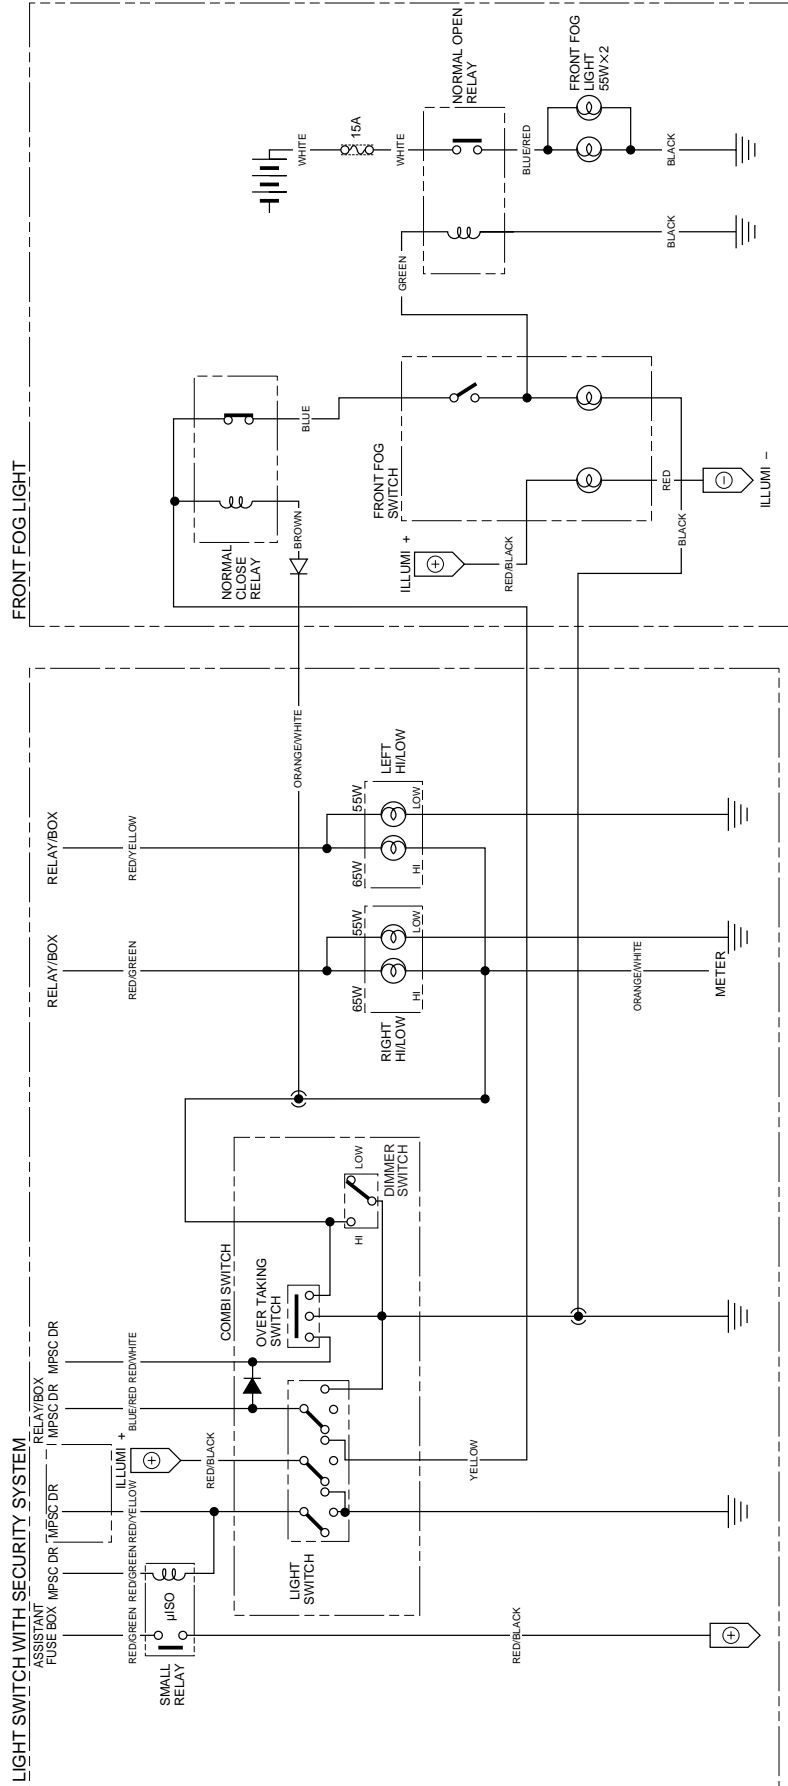 LIGHT SWITCH WITH SECURITY SYSTEM
ASSISTANT
FUSE BOX
MPSC DR
MPSC DR
RELAY/BOX
MPSC DR
MPSC DR
RELAY/BOX
RELAY/BOX
RED/GREEN
RED/GREEN
RED/YELLOW
ILLUMI +
BLUE/RED
RED/WHITE
RED/GREEN
RED/YELLOW
SMALL
RELAY
µISO
RED/BLACK
COMBI SWITCH
OVER TAKING
SWITCH
LIGHT
SWITCH
HI
LOW
DIMMER
SWITCH
RIGHT
HI/LOW
65W
55W
HI
LOW
LEFT
HI/LOW
65W
55W
HI
LOW
ORANGE/WHITE
YELLOW
RED/BLACK
ORANGE/WHITE
METER
FRONT FOG LIGHT
NORMAL
CLOSE
RELAY
BROWN
BLUE
FRONT FOG
SWITCH
ILLUMI +
RED/BLACK
RED
BLACK
ILLUMI −
GREEN
WHITE
15A
WHITE
NORMAL OPEN
RELAY
BLUE/RED
FRONT FOG
LIGHT
55W×2
BLACK
BLACK